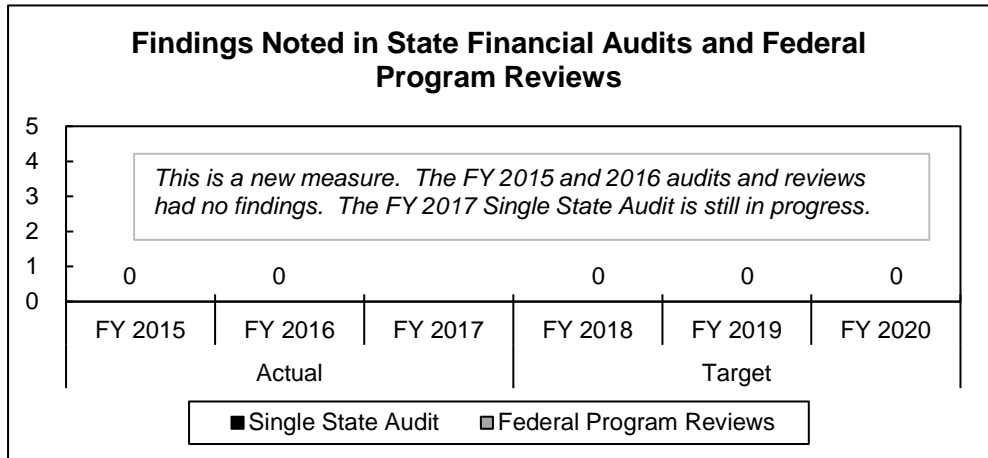 Findings Noted in State Financial Audits and Federal
Program Reviews
5
4
3
2
1
0
This is a new measure.  The FY 2015 and 2016 audits and reviews
had no findings.  The FY 2017 Single State Audit is still in progress.
0 0 0 0 0
FY 2015 FY 2016 FY 2017 FY 2018 FY 2019 FY 2020
Actual Target
Single State Audit Federal Program Reviews